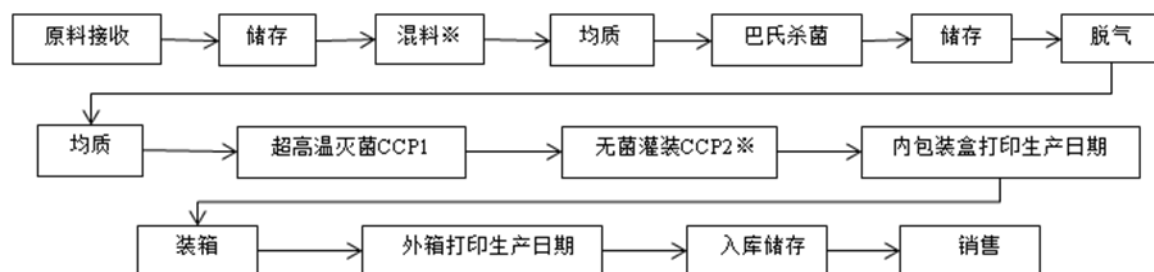 原料接收 储存 混料※ 均质 巴氏杀菌 储存 脱气
均质 超高温灭菌CCP1 无菌灌装CCP2※ 内包装盒打印生产日期
装箱 外箱打印生产日期 入库储存 销售